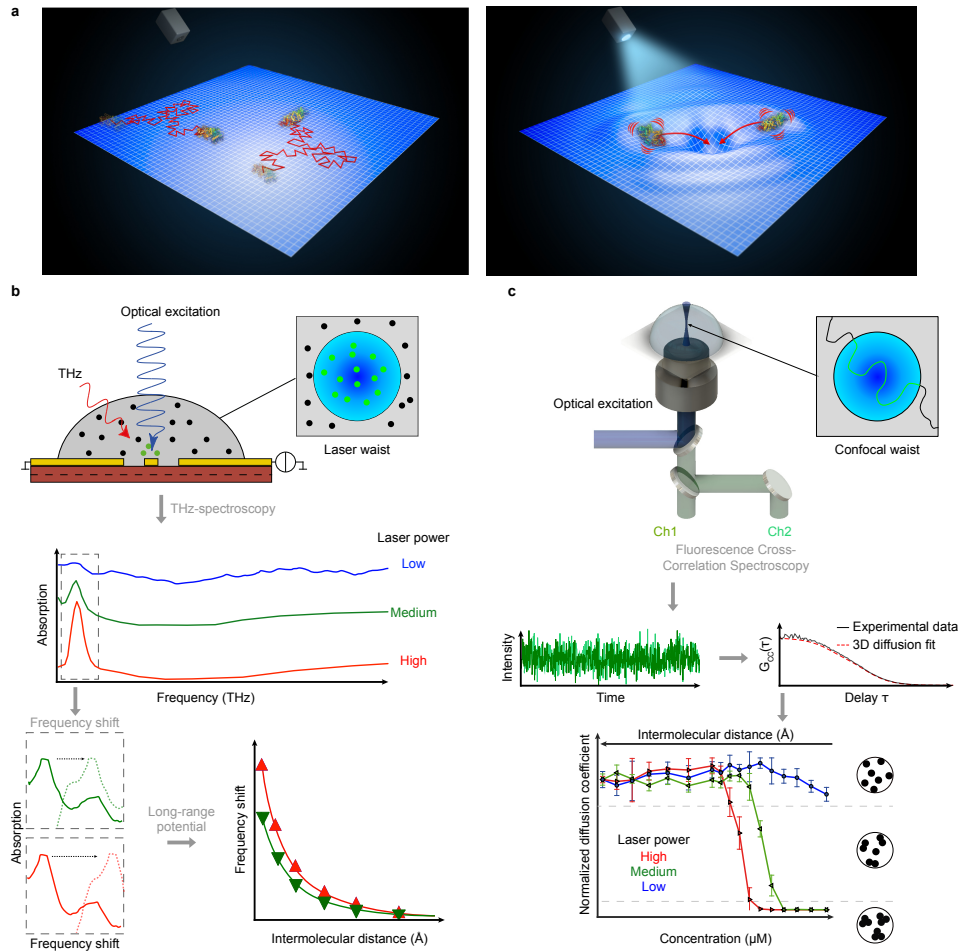 a
b
Optical excitation
THz
Laser waist
THz-spectroscopy
Laser power
Low
Medium
High
Absorption
Frequency (THz)
Frequency shift
Absorption
Frequency shift
Long-range
potential
Frequency shift
Intermolecular distance (Å)
c
Optical excitation
Confocal waist
Ch1
Ch2
Fluorescence Cross-
Correlation Spectroscopy
Intensity
Time
G_CC(τ)
Experimental data
3D diffusion fit
Delay τ
Intermolecular distance (Å)
Normalized diffusion coefficient
Laser power
High
Medium
Low
Concentration (µM)